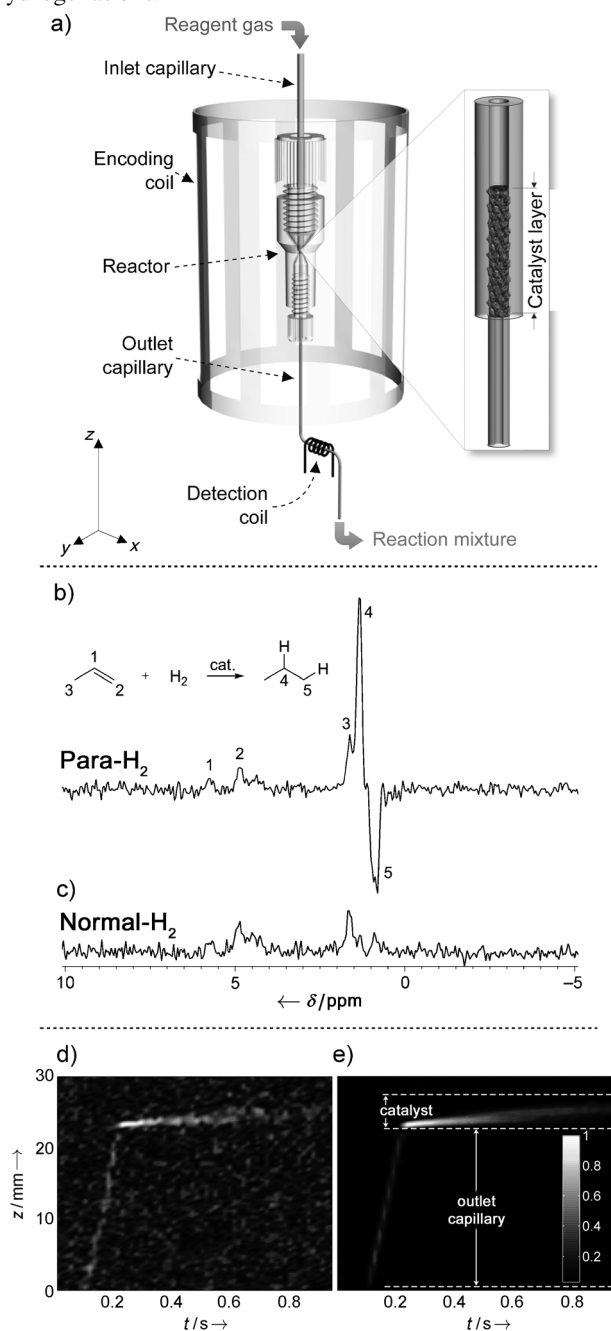 a)
Reagent gas
Inlet capillary
Encoding
coil
Reactor
Outlet
capillary
Catalyst layer
z
y
x
Detection
coil
Reaction mixture
b)
4
1
3
2
+ H2
cat.
H
H
4
5
3
Para-H2
1
2
5
c)
Normal-H2
10
5
0
−5
← δ/ppm
d)
e)
30
20
10
0
z/mm→
catalyst
outlet
capillary
1
0.8
0.6
0.4
0.2
0.2
0.4
0.6
0.8
t/s→
0.2
0.4
0.6
0.8
t/s→